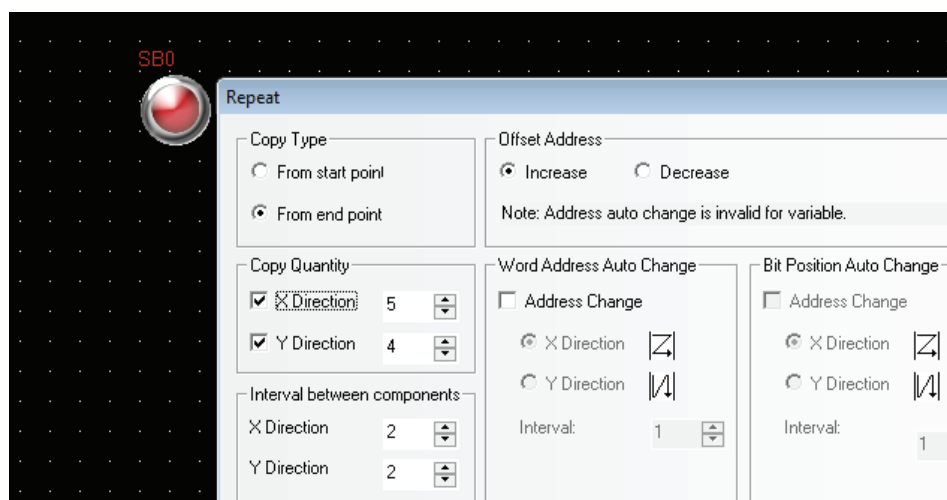 SB0
Repeat
Copy Type
From start point
From end point
Offset Address
Increase Decrease
Note: Address auto change is invalid for variable.
Copy Quantity
X Direction 5
Y Direction 4
Interval between components
X Direction 2
Y Direction 2
Word Address Auto Change
Address Change
X Direction
Y Direction
Interval: 1
Bit Position Auto Change
Address Change
X Direction
Y Direction
Interval: 1